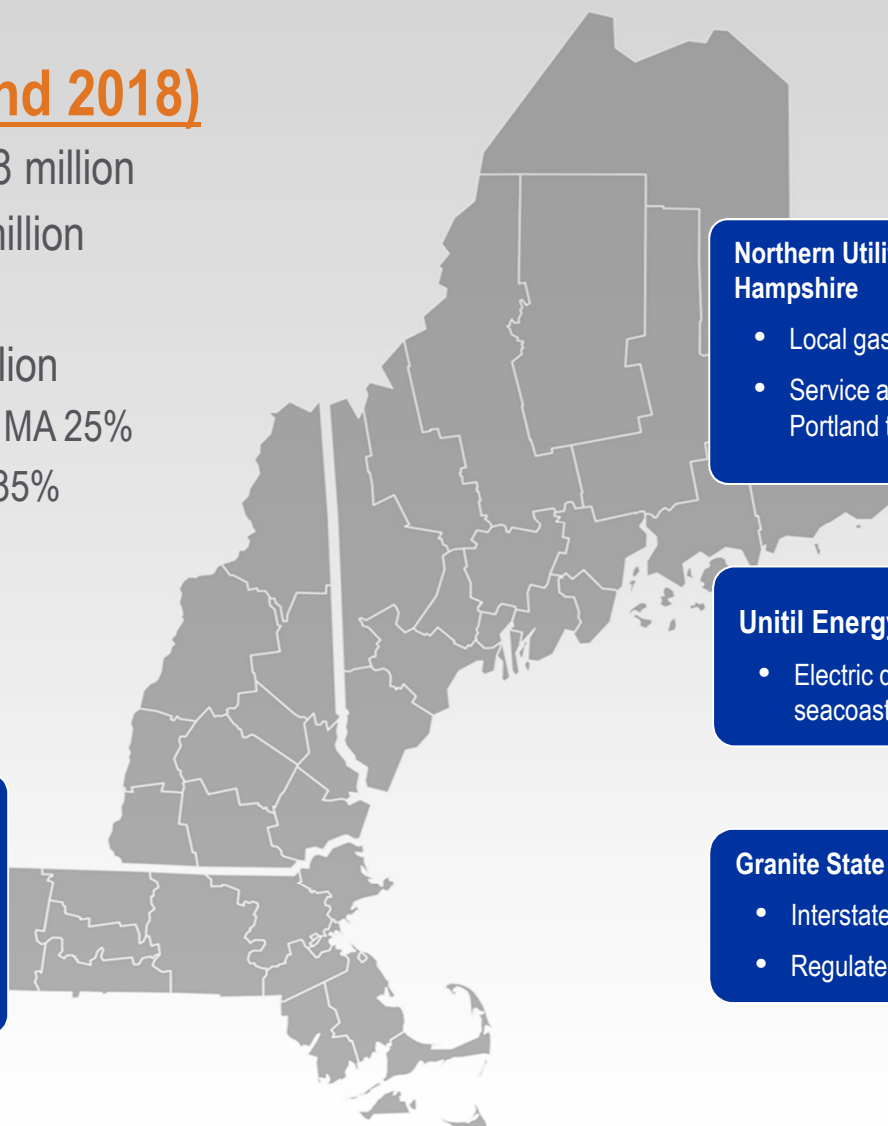 nd 2018)
3 million
million
lion
MA 25%
35%
Northern Utili
Hampshire
• Local gas
• Service a
Portland t
Unitil Energy
• Electric d
seacoast
Granite State
• Interstate
• Regulate